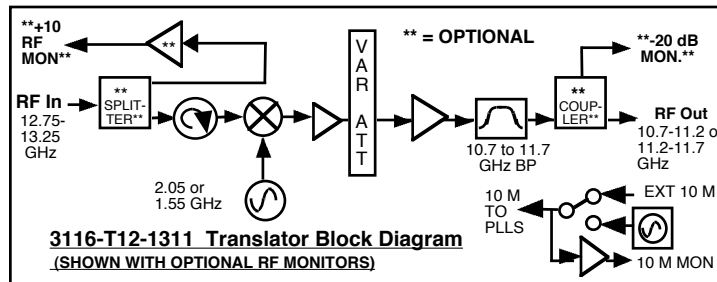 **+10
RF
MON**
**
** = OPTIONAL
**-20 dB
MON.**
RF In
12.75-
13.25
GHz
**
SPLIT-
TER**
VAR ATT
**
COUP-
LER**
RF Out
10.7-11.2 o
11.2-11.7
GHz
10.7 to 11.7
GHz BP
2.05 or
1.55 GHz
10 M
TO
PLLS
EXT 10 M
10 M MON
3116-T12-1311 Translator Block Diagram
(SHOWN WITH OPTIONAL RF MONITORS)